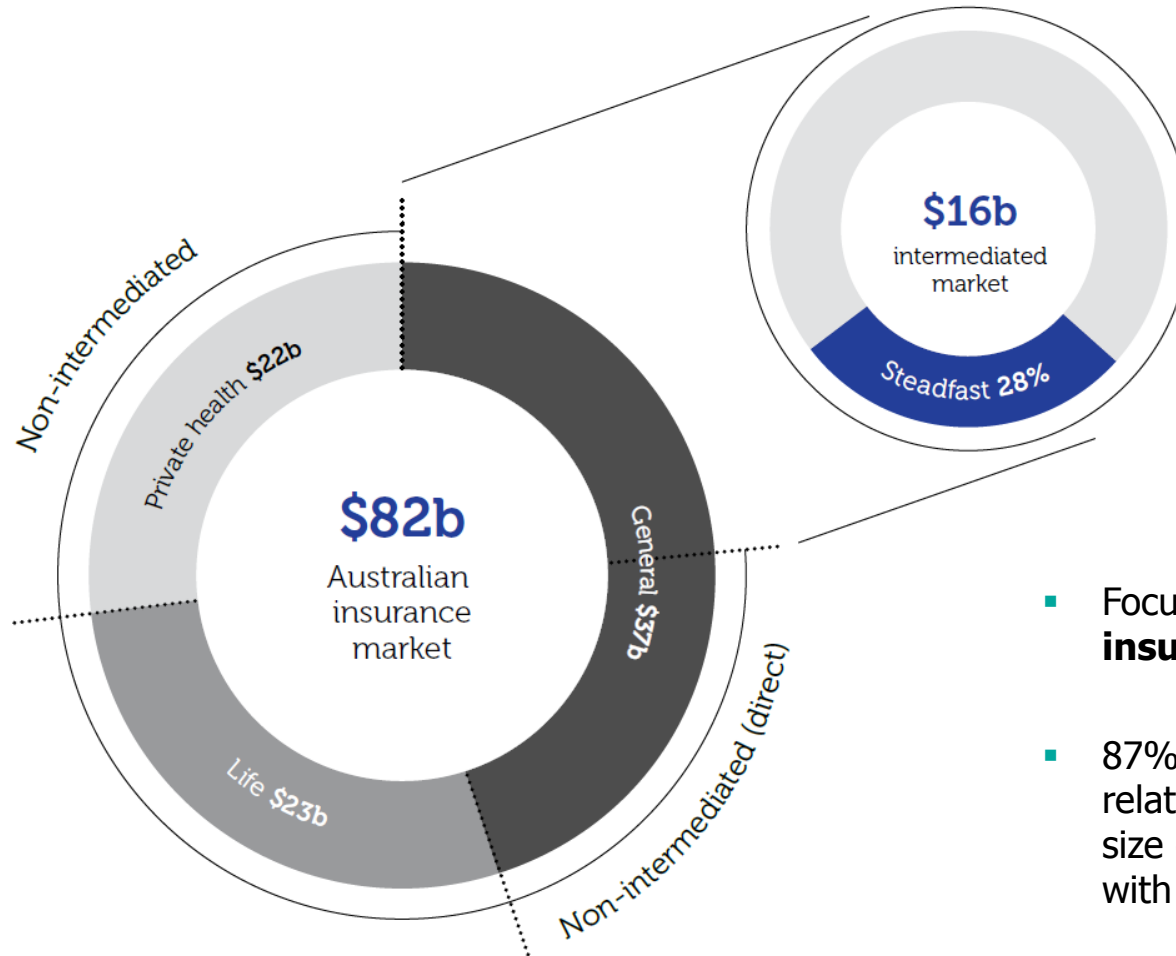 Non-intermediated
Private health $22b
$82b
Australian
insurance
market
General $37b
Life $23b
Non-intermediated (direct)
$16b
intermediated
market
Steadfast 28%
▪ Focu
insu
▪ 87%
relat
size
with